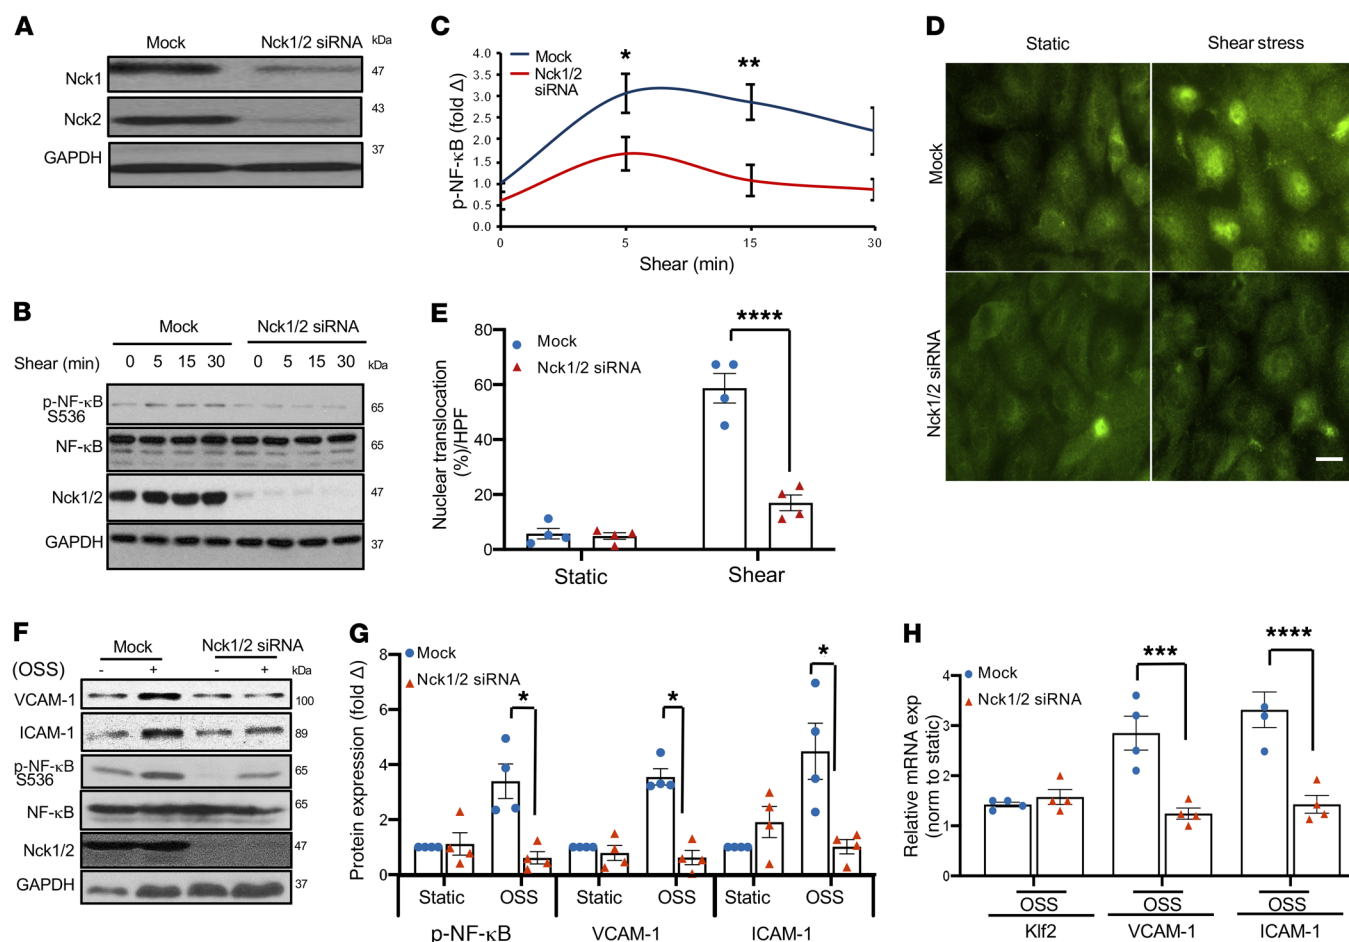 A
Mock Nck1/2 siRNA kDa
Nck1 47
Nck2 43
GAPDH 37
B
Mock Nck1/2 siRNA
Shear (min) 0 5 15 30 0 5 15 30 kDa
p-NF-κB
S536 65
NF-κB 65
Nck1/2 47
GAPDH 37
C
p-NF-κB (fold Δ)
4.0
3.5
3.0
2.5
2.0
1.5
1.0
0.5
0.0
Mock
Nck1/2
siRNA
* **
0 5 15 30
Shear (min)
D
Static Shear stress
Mock
Nck1/2 siRNA
E
Nuclear translocation
(%)/HPF
80
60
40
20
0
Mock
Nck1/2 siRNA
****
Static Shear
F
Mock Nck1/2 siRNA
(OSS) - + - + kDa
VCAM-1 100
ICAM-1 89
p-NF-κB
S536 65
NF-κB 65
Nck1/2 47
GAPDH 37
G
Protein expression (fold Δ)
8
6
4
2
0
Mock
Nck1/2 siRNA
* * *
Static OSS Static OSS Static OSS
p-NF-κB VCAM-1 ICAM-1
H
Relative mRNA exp
(norm to static)
4
3
2
1
0
Mock
Nck1/2 siRNA
*** ****
OSS OSS OSS
Klf2 VCAM-1 ICAM-1